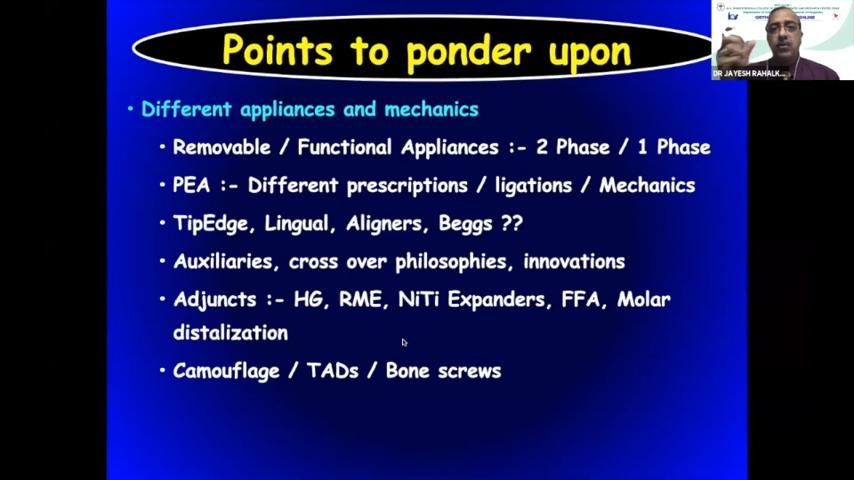 Points to ponder upon
• Different appliances and mechanics
• Removable / Functional Appliances :- 2 Phase / 1 Phase
• PEA :- Different prescriptions / ligations / Mechanics
• TipEdge, Lingual, Aligners, Beggs ??
• Auxiliaries, cross over philosophies, innovations
• Adjuncts :- HG, RME, NiTi Expanders, FFA, Molar
distalization
• Camouflage / TADs / Bone screws
DR JAYESH RAHALK...